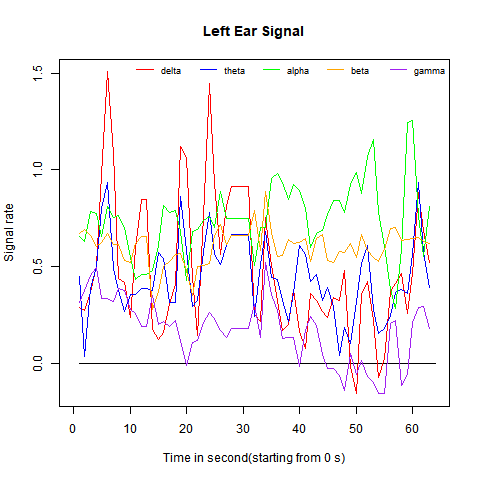 Left Ear Signal
delta theta alpha beta gamma
Signal rate
0.0 0.5 1.0 1.5
0 10 20 30 40 50 60
Time in second(starting from 0 s)